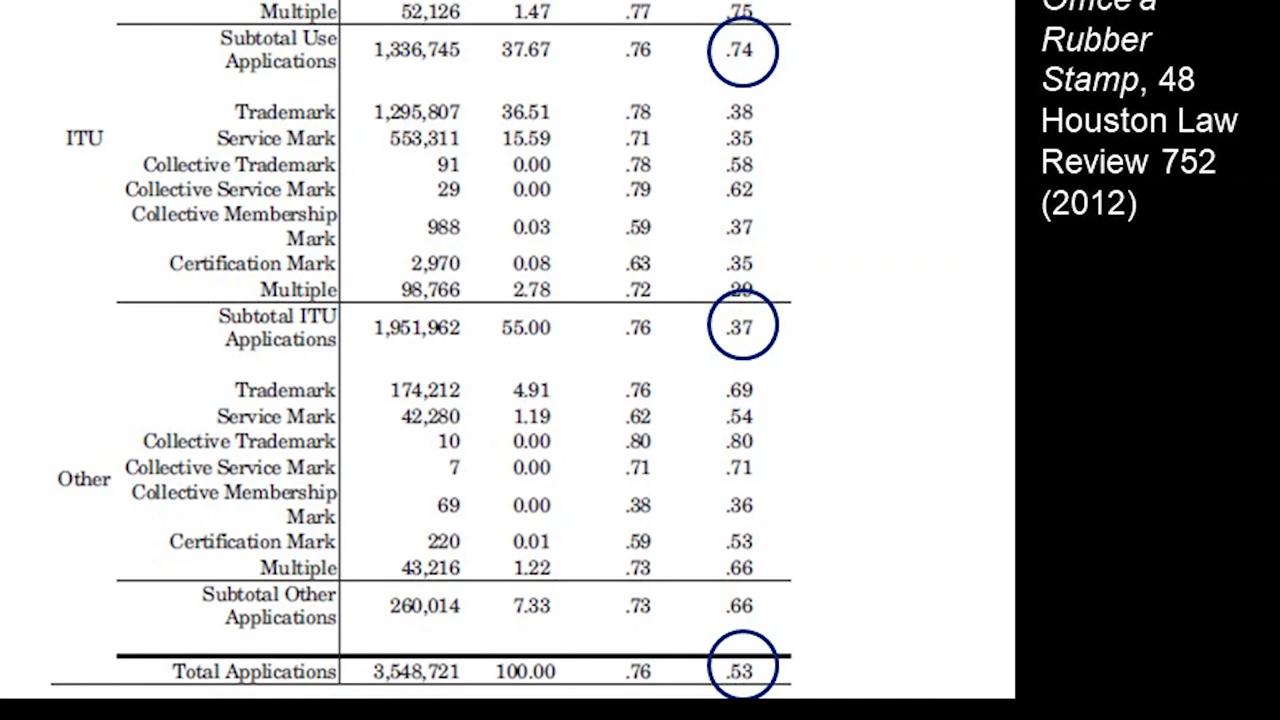 Multiple 52,126 1.47 .77 .75
Subtotal Use
Applications 1,336,745 37.67 .76 .74
Trademark 1,295,807 36.51 .78 .38
ITU Service Mark 553,311 15.59 .71 .35
Collective Trademark 91 0.00 .78 .58
Collective Service Mark 29 0.00 .79 .62
Collective Membership
Mark 988 0.03 .59 .37
Certification Mark 2,970 0.08 .63 .35
Multiple 98,766 2.78 .72 .29
Subtotal ITU
Applications 1,951,962 55.00 .76 .37
Trademark 174,212 4.91 .76 .69
Service Mark 42,280 1.19 .62 .54
Collective Trademark 10 0.00 .80 .80
Other Collective Service Mark 7 0.00 .71 .71
Collective Membership
Mark 69 0.00 .38 .36
Certification Mark 220 0.01 .59 .53
Multiple 43,216 1.22 .73 .66
Subtotal Other
Applications 260,014 7.33 .73 .66
Total Applications 3,548,721 100.00 .76 .53
Office a
Rubber
Stamp, 48
Houston Law
Review 752
(2012)